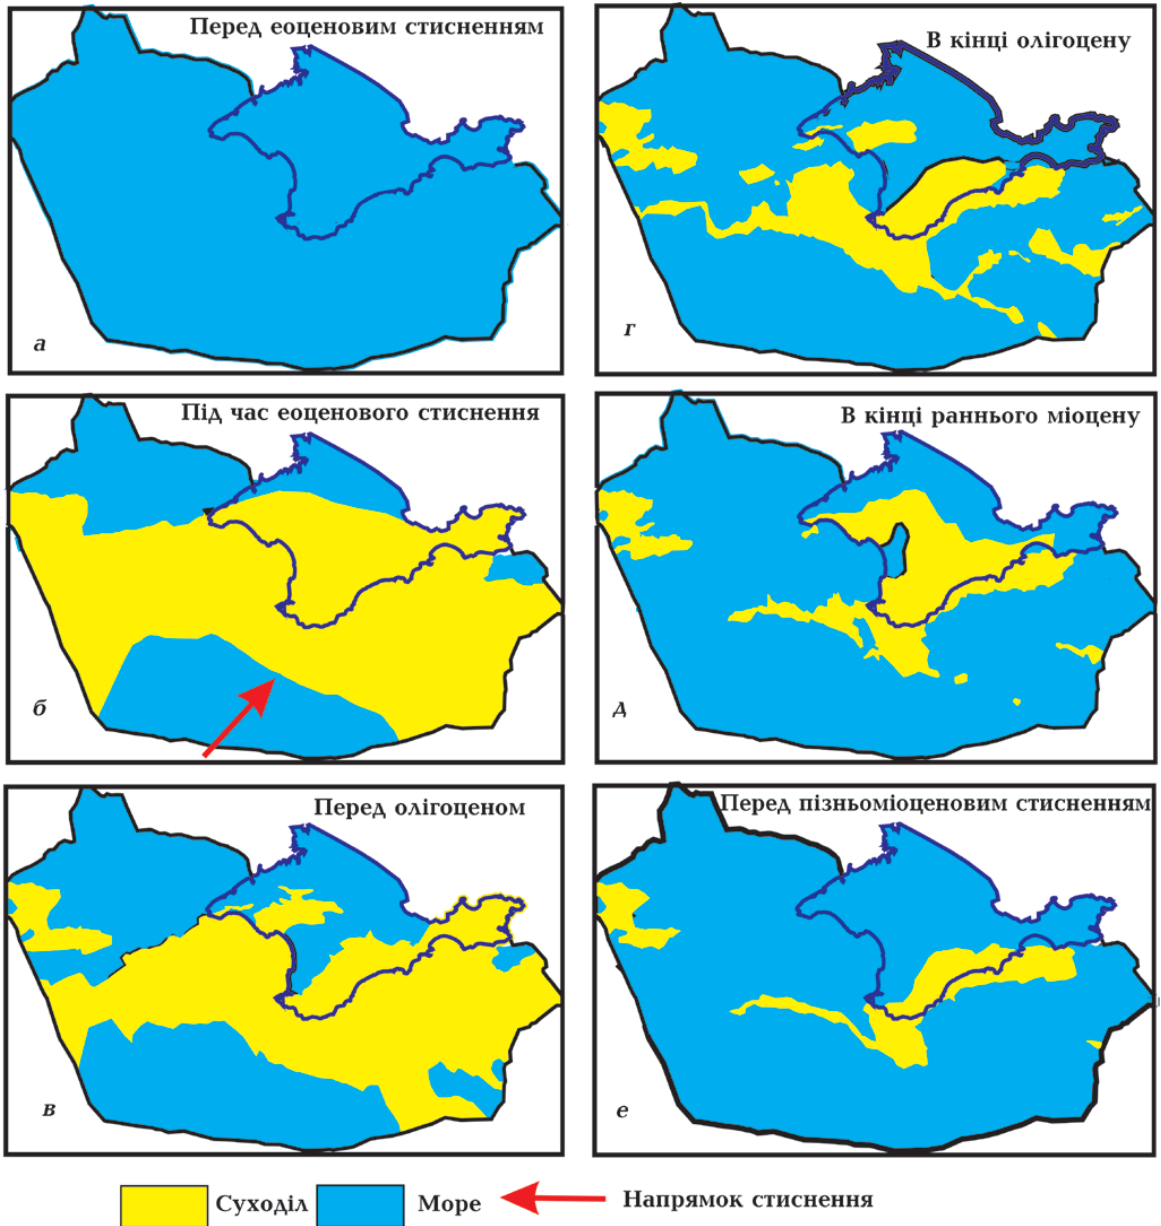 Перед еоценовим стисненням
а
Під час еоценового стиснення
б
Перед олігоценом
в
В кінці олігоцену
г
В кінці раннього міоцену
д
Перед пізньоміоценовим стисненням
е
Суходіл
Море
Напрямок стиснення